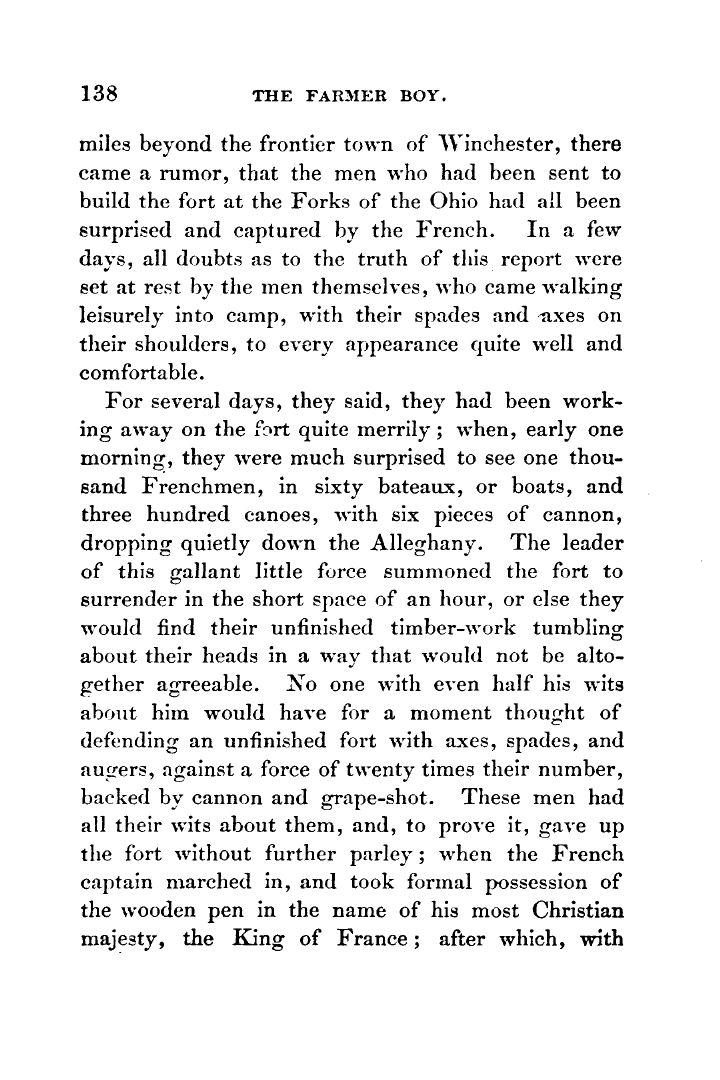 138 THE FARMER BOY.
miles beyond the frontier town of Winchester, there
came a rumor, that the men who had been sent to
build the fort at the Forks of the Ohio had all been
surprised and captured by the French. In a few
days, all doubts as to the truth of this report were
set at rest by the men themselves, who came walking
leisurely into camp, with their spades and axes on
their shoulders, to every appearance quite well and
comfortable.
For several days, they said, they had been work-
ing away on the fort quite merrily; when, early one
morning, they were much surprised to see one thou-
sand Frenchmen, in sixty bateaux, or boats, and
three hundred canoes, with six pieces of cannon,
dropping quietly down the Alleghany. The leader
of this gallant little force summoned the fort to
surrender in the short space of an hour, or else they
would find their unfinished timber-work tumbling
about their heads in a way that would not be alto-
gether agreeable. No one with even half his wits
about him would have for a moment thought of
defending an unfinished fort with axes, spades, and
augers, against a force of twenty times their number,
backed by cannon and grape-shot. These men had
all their wits about them, and, to prove it, gave up
the fort without further parley; when the French
captain marched in, and took formal possession of
the wooden pen in the name of his most Christian
majesty, the King of France; after which, with